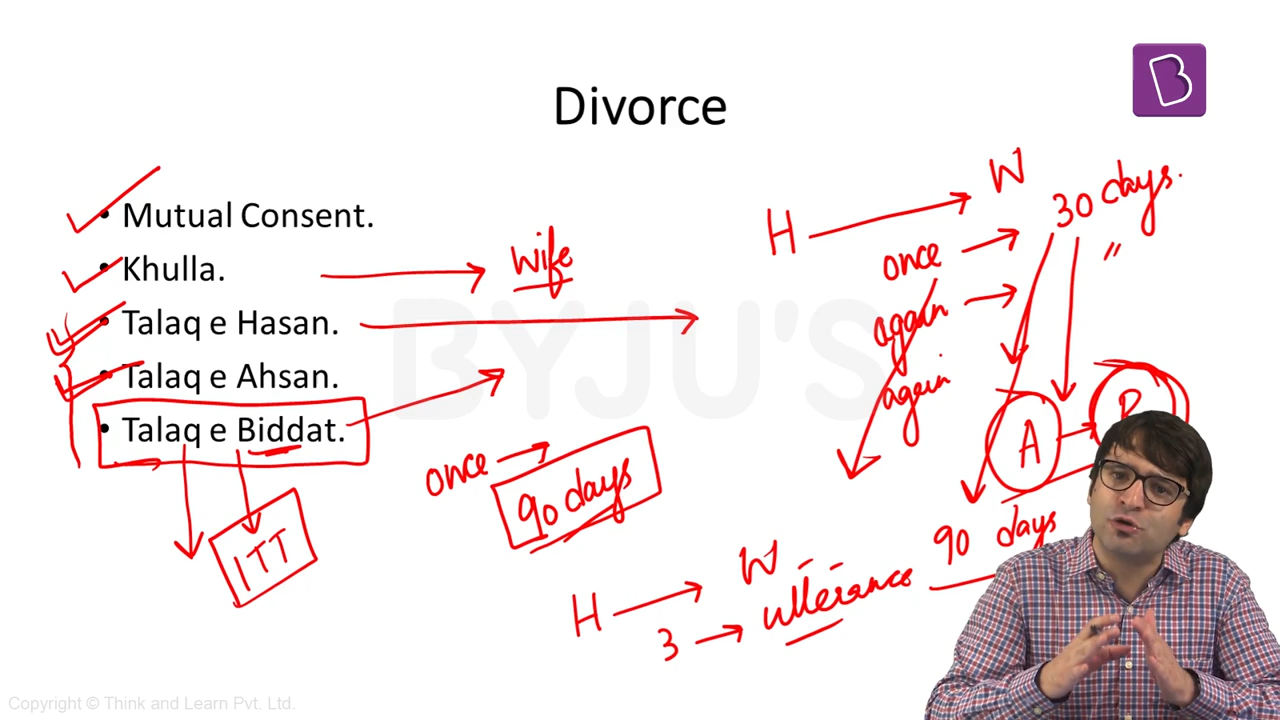 Divorce
• Mutual Consent.
• Khulla.
• Talaq e Hasan.
• Talaq e Ahsan.
• Talaq e Biddat.
wife
H
W
once
30 days.
"
again
again
A
B
90 days
once
90 days
ITT
H
W
3
utterance
BYJU'S
Copyright © Think and Learn Pvt. Ltd.